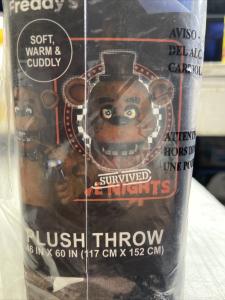 Freddy's
SOFT,
WARM &
CUDDLY
AVISO -
SURVIVED
NIGHTS
PLUSH THROW
46 IN X 60 IN (117 CM X 152 CM)